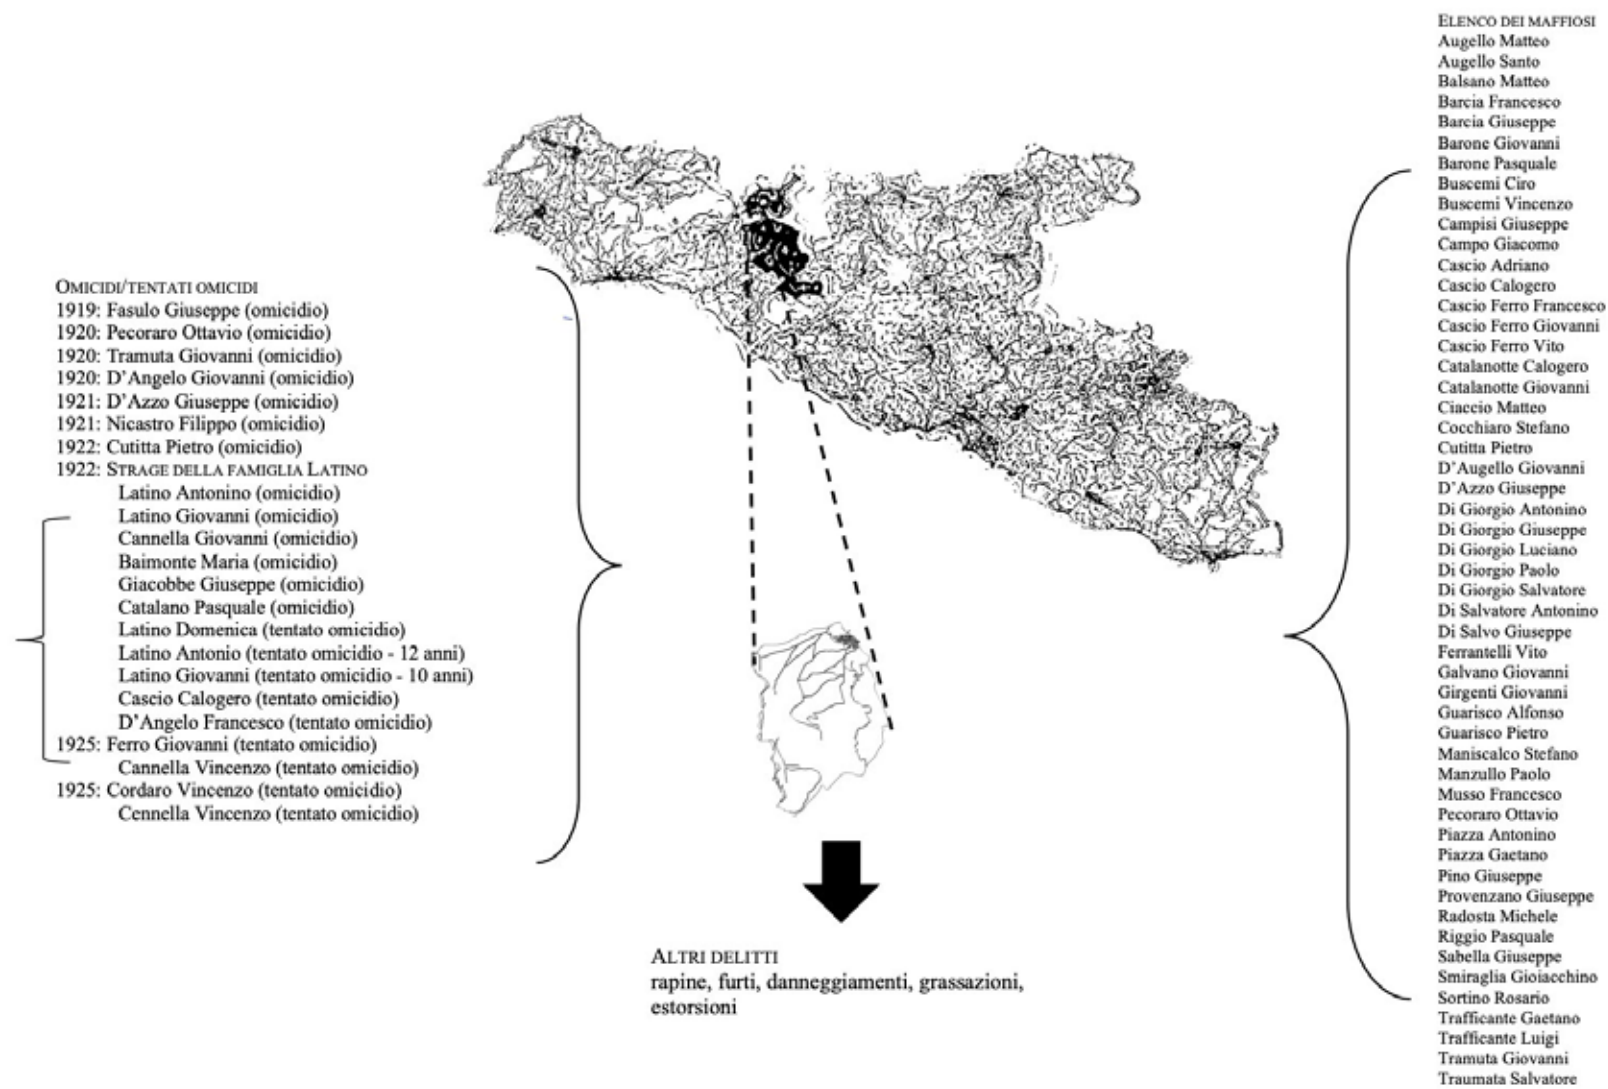 OMICIDI/TENTATI OMICIDI
1919: Fasulo Giuseppe (omicidio)
1920: Pecoraro Ottavio (omicidio)
1920: Tramuta Giovanni (omicidio)
1920: D'Angelo Giovanni (omicidio)
1921: D'Azzo Giuseppe (omicidio)
1921: Nicastro Filippo (omicidio)
1922: Cutitta Pietro (omicidio)
1922: STRAGE DELLA FAMIGLIA LATINO
Latino Antonino (omicidio)
Latino Giovanni (omicidio)
Cannella Giovanni (omicidio)
Baimonte Maria (omicidio)
Giacobbe Giuseppe (omicidio)
Catalano Pasquale (omicidio)
Latino Domenica (tentato omicidio)
Latino Antonio (tentato omicidio - 12 anni)
Latino Giovanni (tentato omicidio - 10 anni)
Cascio Calogero (tentato omicidio)
D'Angelo Francesco (tentato omicidio)
1925: Ferro Giovanni (tentato omicidio)
Cannella Vincenzo (tentato omicidio)
1925: Cordaro Vincenzo (tentato omicidio)
Cennella Vincenzo (tentato omicidio)
ALTRI DELITTI
rapine, furti, danneggiamenti, grassazioni,
estorsioni
ELENCO DEI MAFFIOSI
Augello Matteo
Augello Santo
Balsano Matteo
Barcia Francesco
Barcia Giuseppe
Barone Giovanni
Barone Pasquale
Buscemi Ciro
Buscemi Vincenzo
Campisi Giuseppe
Campo Giacomo
Cascio Adriano
Cascio Calogero
Cascio Ferro Francesco
Cascio Ferro Giovanni
Cascio Ferro Vito
Catalanotte Calogero
Catalanotte Giovanni
Ciaccio Matteo
Cocchiaro Stefano
Cutitta Pietro
D'Augello Giovanni
D'Azzo Giuseppe
Di Giorgio Antonino
Di Giorgio Giuseppe
Di Giorgio Luciano
Di Giorgio Paolo
Di Giorgio Salvatore
Di Salvatore Antonino
Di Salvo Giuseppe
Ferrantelli Vito
Galvano Giovanni
Girgenti Giovanni
Guarisco Alfonso
Guarisco Pietro
Maniscalco Stefano
Manzullo Paolo
Musso Francesco
Pecoraro Ottavio
Piazza Antonino
Piazza Gaetano
Pino Giuseppe
Provenzano Giuseppe
Radosta Michele
Riggio Pasquale
Sabella Giuseppe
Smiraglia Gioiacchino
Sortino Rosario
Trafficante Gaetano
Trafficante Luigi
Tramuta Giovanni
Traumata Salvatore